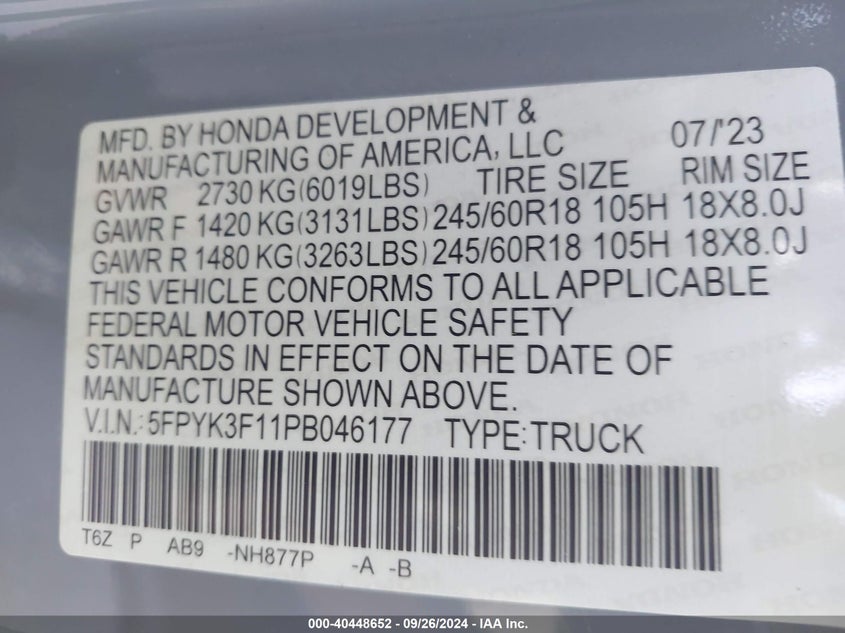 MFD. BY HONDA DEVELOPMENT &
MANUFACTURING OF AMERICA, LLC 07/'23
GVWR 2730 KG(6019LBS) TIRE SIZE RIM SIZE
GAWR F 1420 KG(3131LBS) 245/60R18 105H 18X8.0J
GAWR R 1480 KG(3263LBS) 245/60R18 105H 18X8.0J
THIS VEHICLE CONFORMS TO ALL APPLICABLE
FEDERAL MOTOR VEHICLE SAFETY
STANDARDS IN EFFECT ON THE DATE OF
MANUFACTURE SHOWN ABOVE.
V.I.N.: 5FPYK3F11PB046177 TYPE: TRUCK
T6Z P AB9 -NH877P -A -B
000-40448652 - 09/26/2024 - IAA Inc.